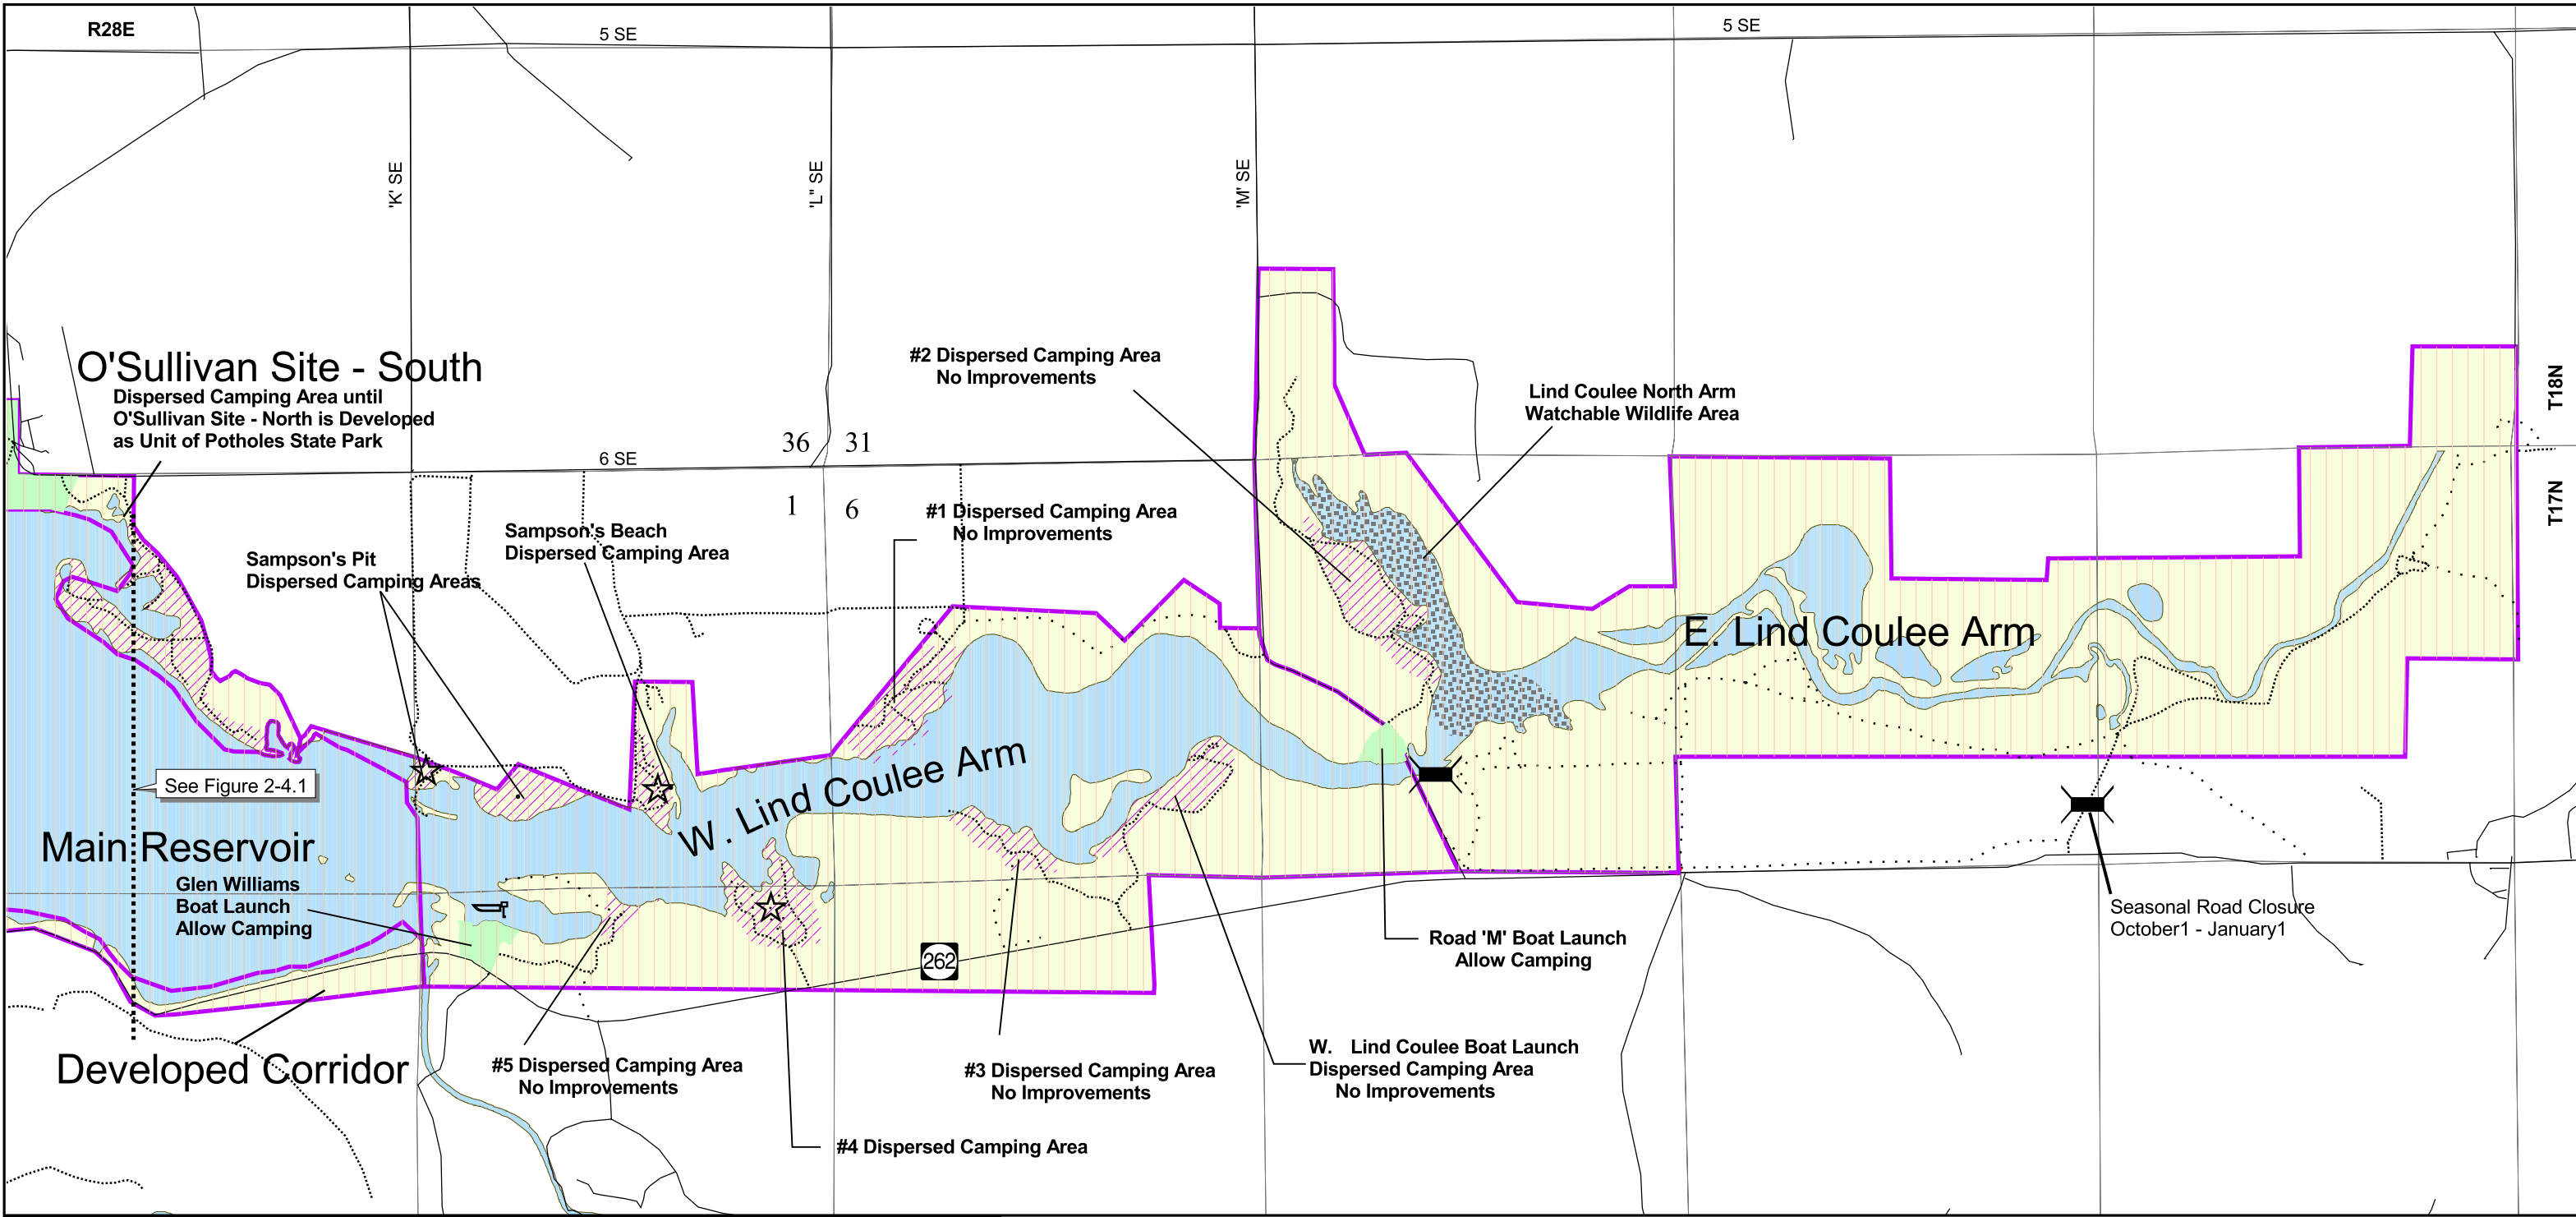 R28E
5 SE
5 SE
'K' SE
'L" SE
'M' SE
O'Sullivan Site - South
Dispersed Camping Area until
O'Sullivan Site - North is Developed
as Unit of Potholes State Park
#2 Dispersed Camping Area
No Improvements
Lind Coulee North Arm
Watchable Wildlife Area
T18N
T17N
36
31
1
6
6 SE
#1 Dispersed Camping Area
No Improvements
Sampson's Beach
Dispersed Camping Area
Sampson's Pit
Dispersed Camping Areas
E. Lind Coulee Arm
W. Lind Coulee Arm
See Figure 2-4.1
Main Reservoir
Glen Williams
Boat Launch
Allow Camping
262
Seasonal Road Closure
October1 - January1
Road 'M' Boat Launch
Allow Camping
Developed Corridor
#5 Dispersed Camping Area
No Improvements
#3 Dispersed Camping Area
No Improvements
W. Lind Coulee Boat Launch
Dispersed Camping Area
No Improvements
#4 Dispersed Camping Area